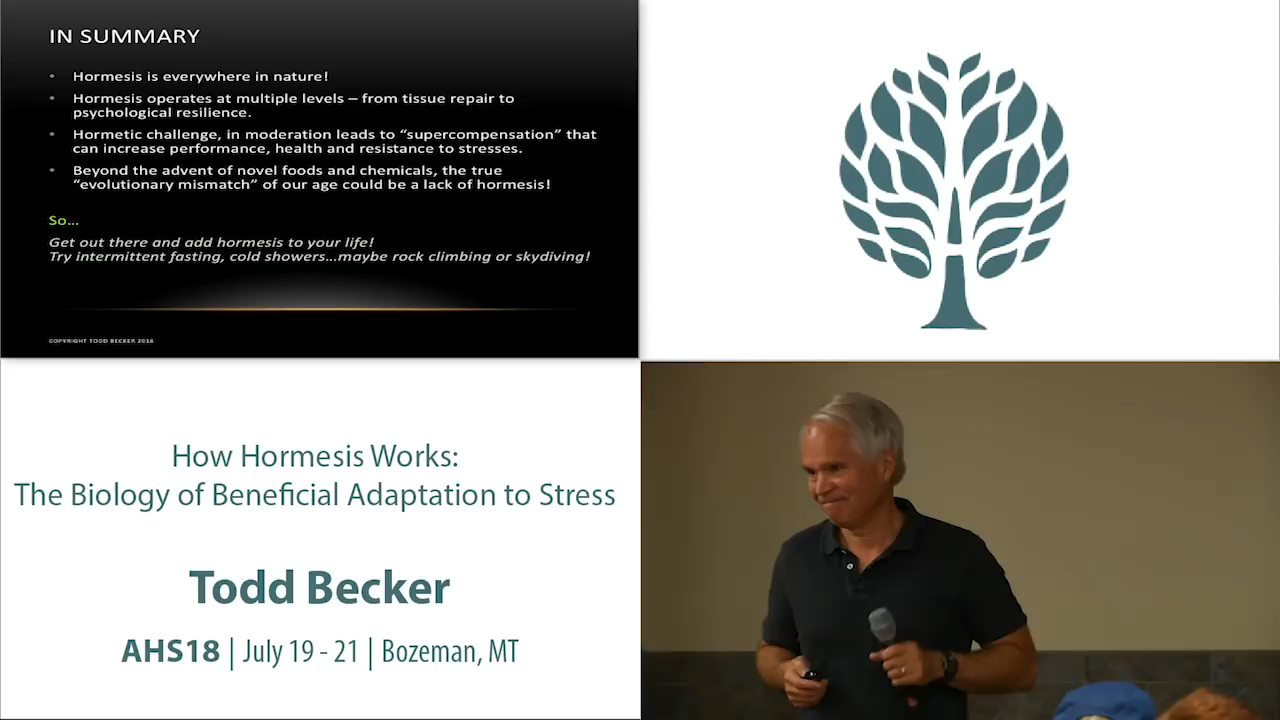 IN SUMMARY
• Hormesis is everywhere in nature!
• Hormesis operates at multiple levels – from tissue repair to
psychological resilience.
• Hormetic challenge, in moderation leads to “supercompensation” that
can increase performance, health and resistance to stresses.
• Beyond the advent of novel foods and chemicals, the true
“evolutionary mismatch” of our age could be a lack of hormesis!
So…
Get out there and add hormesis to your life!
Try intermittent fasting, cold showers…maybe rock climbing or skydiving!
COPYRIGHT TODD BECKER 2018
How Hormesis Works:
The Biology of Beneficial Adaptation to Stress
Todd Becker
AHS18 | July 19 - 21 | Bozeman, MT